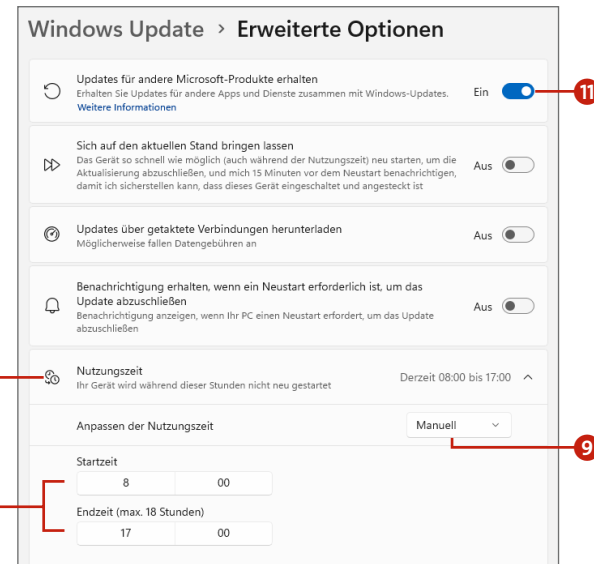 Windows Update > Erweiterte Optionen
Updates für andere Microsoft-Produkte erhalten
Erhalten Sie Updates für andere Apps und Dienste zusammen mit Windows-Updates.
Weitere Informationen
Ein
11
Sich auf den aktuellen Stand bringen lassen
Das Gerät so schnell wie möglich (auch während der Nutzungszeit) neu starten, um die
Aktualisierung abzuschließen, und mich 15 Minuten vor dem Neustart benachrichtigen,
damit ich sicherstellen kann, dass dieses Gerät eingeschaltet und angesteckt ist
Aus
Updates über getaktete Verbindungen herunterladen
Möglicherweise fallen Datengebühren an
Aus
Benachrichtigung erhalten, wenn ein Neustart erforderlich ist, um das
Update abzuschließen
Benachrichtigung anzeigen, wenn Ihr PC einen Neustart erfordert, um das Update
abzuschließen
Aus
Nutzungszeit
Ihr Gerät wird während dieser Stunden nicht neu gestartet
Derzeit 08:00 bis 17:00
Anpassen der Nutzungszeit
Manuell
9
Startzeit
8 00
Endzeit (max. 18 Stunden)
17 00